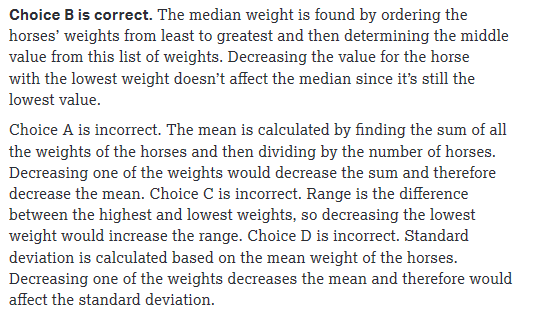 Choice B is correct. The median weight is found by ordering the
horses’ weights from least to greatest and then determining the middle
value from this list of weights. Decreasing the value for the horse
with the lowest weight doesn’t affect the median since it’s still the
lowest value.
Choice A is incorrect. The mean is calculated by finding the sum of all
the weights of the horses and then dividing by the number of horses.
Decreasing one of the weights would decrease the sum and therefore
decrease the mean. Choice C is incorrect. Range is the difference
between the highest and lowest weights, so decreasing the lowest
weight would increase the range. Choice D is incorrect. Standard
deviation is calculated based on the mean weight of the horses.
Decreasing one of the weights decreases the mean and therefore would
affect the standard deviation.